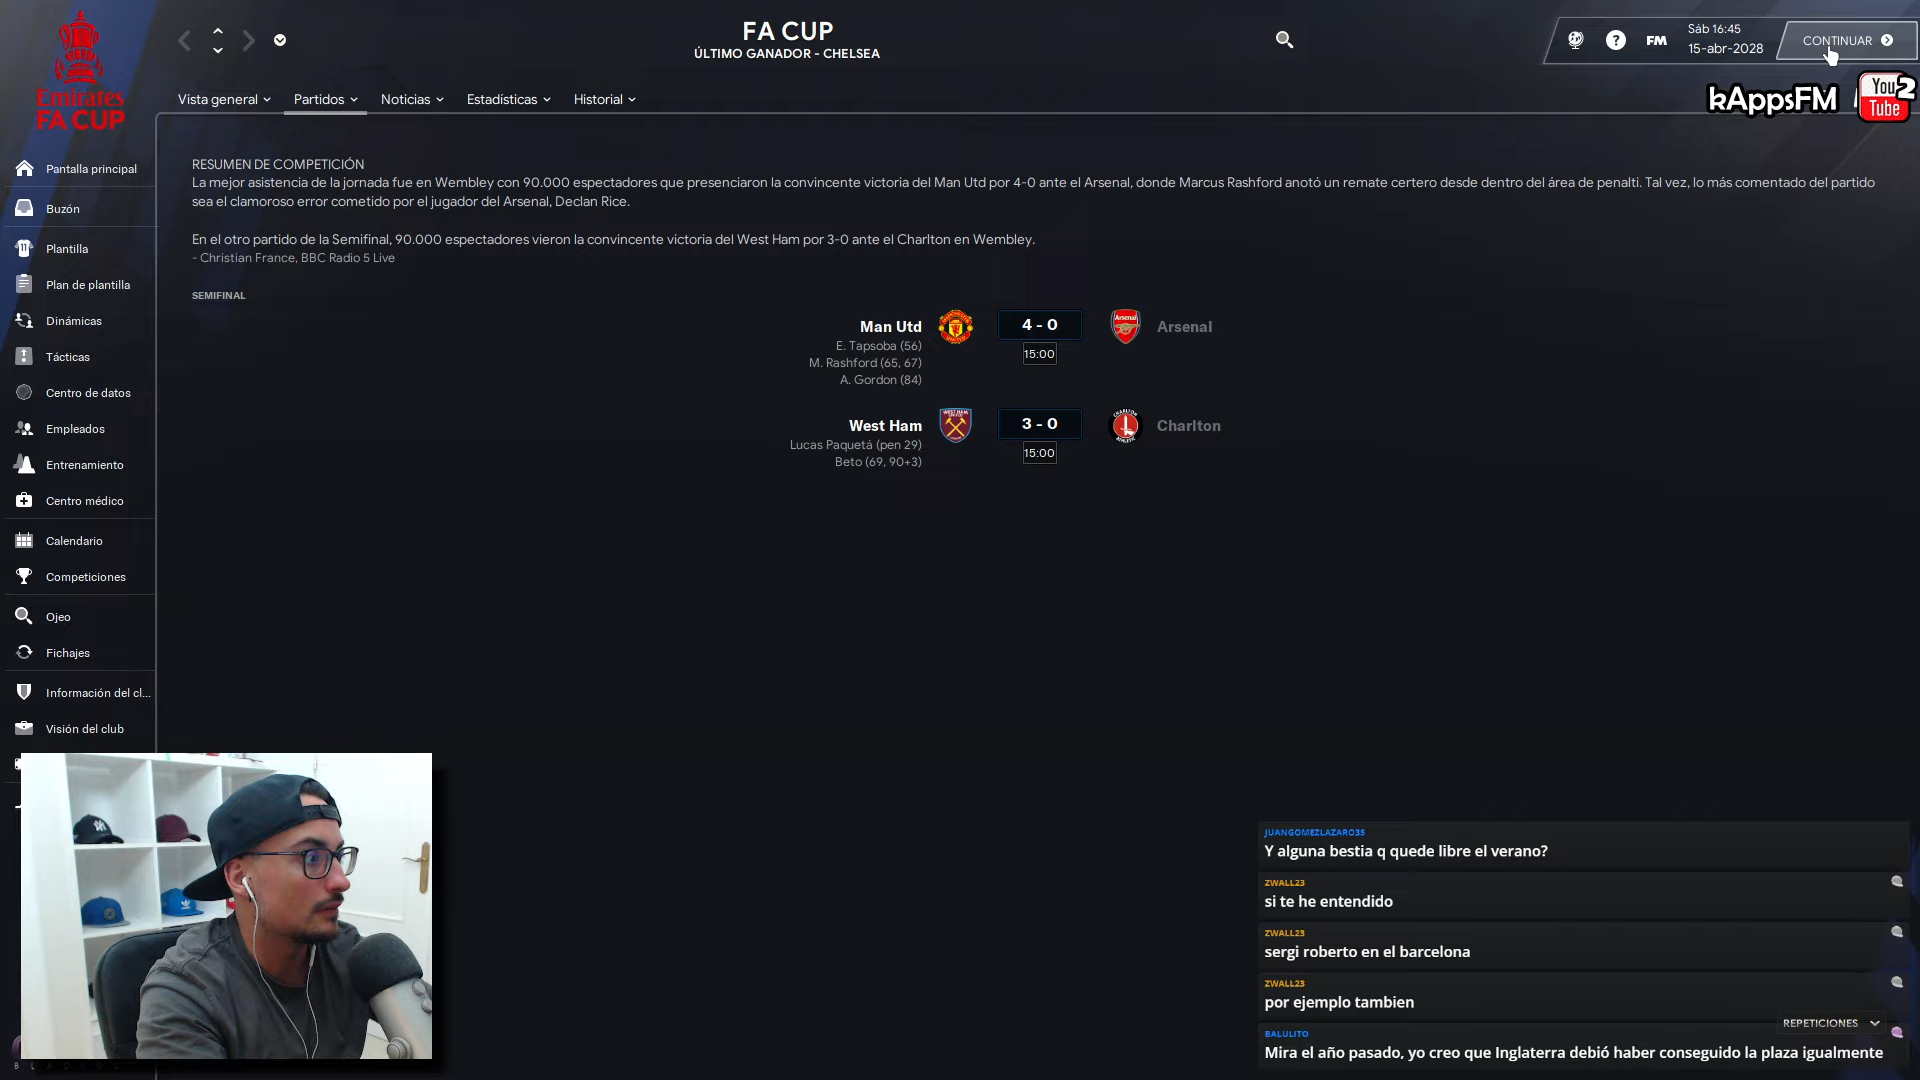 FA CUP
ÚLTIMO GANADOR - CHELSEA
FM
Sáb 16:45
15-abr-2028
CONTINUAR
kAppsFM
You2
Tube
Emirates
FA CUP
Vista general
Partidos
Noticias
Estadísticas
Historial
Pantalla principal
Buzón
Plantilla
Plan de plantilla
Dinámicas
Tácticas
Centro de datos
Empleados
Entrenamiento
Centro médico
Calendario
Competiciones
Ojeo
Fichajes
Información del cl...
Visión del club
RESUMEN DE COMPETICIÓN
La mejor asistencia de la jornada fue en Wembley con 90.000 espectadores que presenciaron la convincente victoria del Man Utd por 4-0 ante el Arsenal, donde Marcus Rashford anotó un remate certero desde dentro del área de penalti. Tal vez, lo más comentado del partido
sea el clamoroso error cometido por el jugador del Arsenal, Declan Rice.
En el otro partido de la Semifinal, 90.000 espectadores vieron la convincente victoria del West Ham por 3-0 ante el Charlton en Wembley.
- Christian France, BBC Radio 5 Live
SEMIFINAL
Man Utd 4 - 0 Arsenal
E. Tapsoba (56)
15:00
M. Rashford (65, 67)
A. Gordon (84)
West Ham 3 - 0 Charlton
Lucas Paquetá (pen 29)
15:00
Beto (69, 90+3)
JUANGOMEZLAZARO35
Y alguna bestia q quede libre el verano?
ZWALL23
si te he entendido
ZWALL23
sergi roberto en el barcelona
ZWALL23
por ejemplo tambien
REPETICIONES
BALULITO
Mira el año pasado, yo creo que Inglaterra debió haber conseguido la plaza igualmente